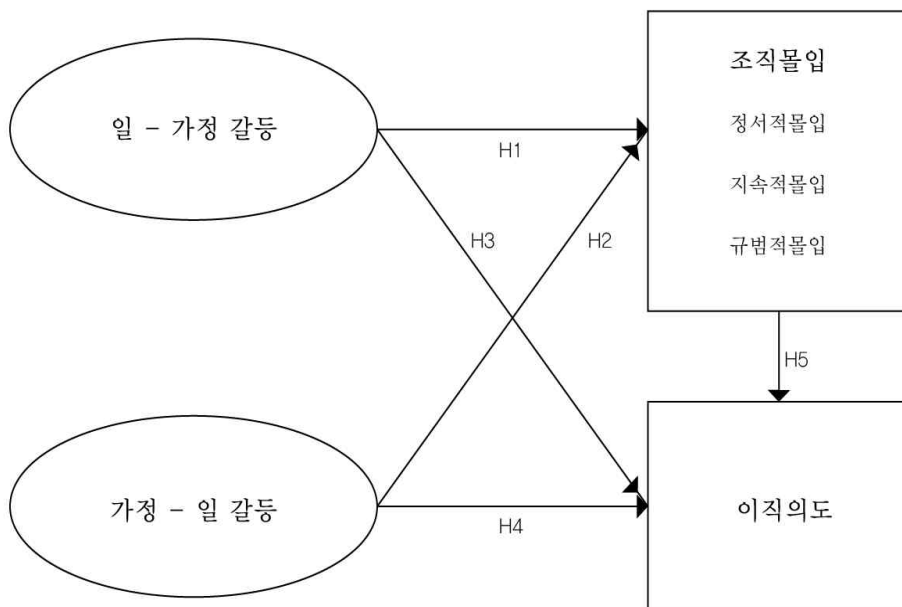 조직몰입
일 - 가정 갈등
정서적몰입
H1
지속적몰입
H3
H2
규범적몰입
H5
가정 - 일 갈등
이직의도
H4